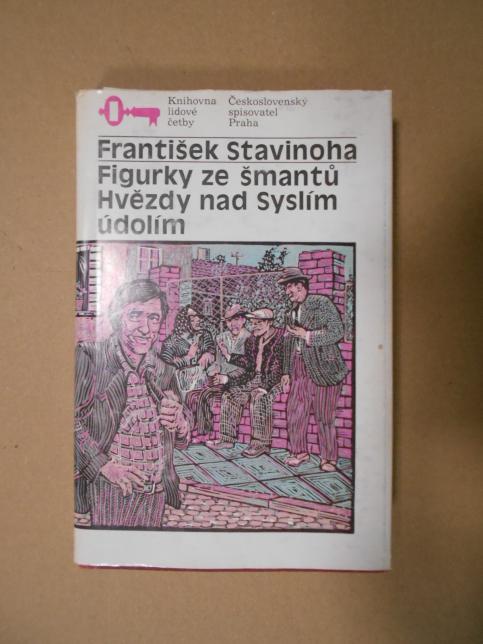 Knihovna
lidové
četby
Československý
spisovatel
Praha
František Stavinoha
Figurky ze šmantů
Hvězdy nad Syslím
údolím